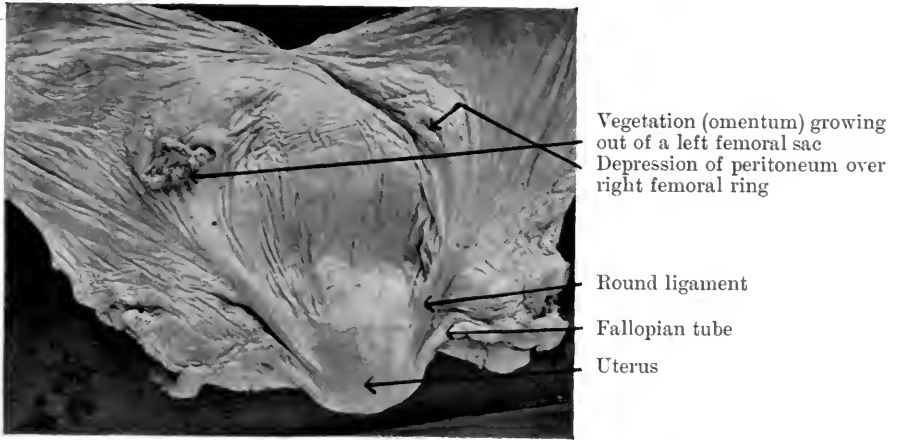 Vegetation (omentum) growing
out of a left femoral sac
Depression of peritoneum over
right femoral ring
Round ligament
Fallopian tube
Uterus